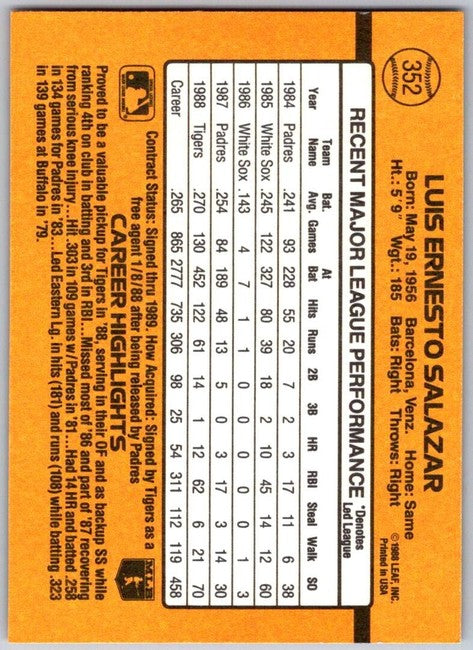 352
LUIS ERNESTO SALAZAR
Born: May 19, 1956 Barcelona, Venz. Home: Same
Ht.: 5'9" Wgt.: 185 Bats: Right Throws: Right
©1988 LEAF, INC.
Printed in USA
RECENT MAJOR LEAGUE PERFORMANCE
*Denotes
Led League
Year Team Name Bat. Avg. Games At Bat Hits Runs 2B 3B HR RBI Steal Walk SO
1984 Padres .241 93 228 55 20 7 2 3 17 11 6 38
1985 White Sox .245 122 327 80 39 18 2 10 45 14 12 60
1986 White Sox .143 4 7 1 1 0 0 0 0 0 1 3
1987 Padres .254 84 189 48 13 5 0 3 17 3 14 30
1988 Tigers .270 130 452 122 61 14 1 12 62 6 21 70
Career .265 865 2777 735 306 98 25 54 311 112 119 458
Contract Status: Signed thru 1989. How Acquired: Signed by Tigers as a
free agent 1/8/88 after being released by Padres
CAREER HIGHLIGHTS
Proved to be a valuable pickup for Tigers in '88, serving in their OF and as backup SS while
ranking 4th on club in batting and 3rd in RBI...Missed most of '86 and part of '87 recovering
from serious knee injury...Hit .303 in 109 games w/Padres in '81...Had 14 HR and batted .258
in 134 games for Padres in '83...Led Eastern Lg. in hits (181) and runs (108) while batting .323
in 139 games at Buffalo in '79.